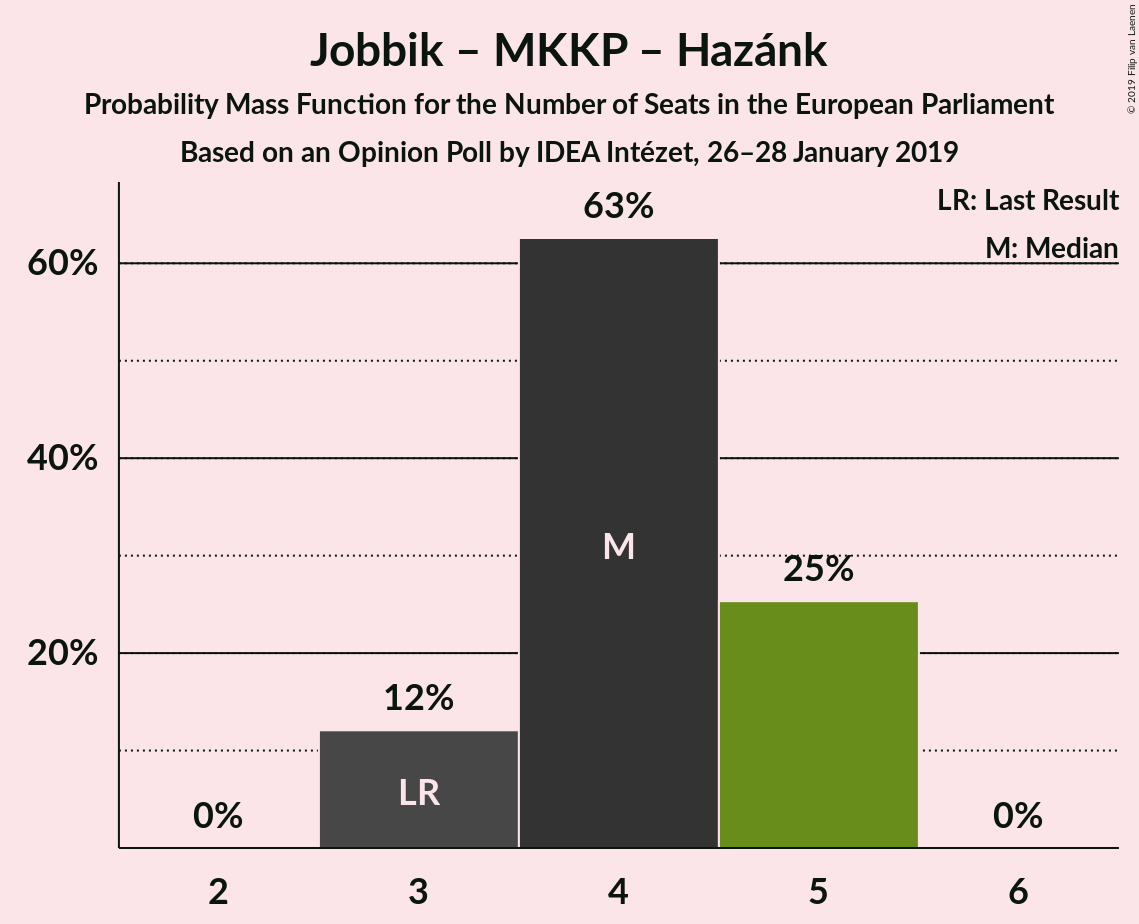 Jobbik – MKKP – Hazánk
Probability Mass Function for the Number of Seats in the European Parliament
Based on an Opinion Poll by IDEA Intézet, 26–28 January 2019
© 2019 Filip van Laenen
LR: Last Result
M: Median
63%
60%
40%
M
25%
20%
12%
LR
0%
0%
2
3
4
5
6